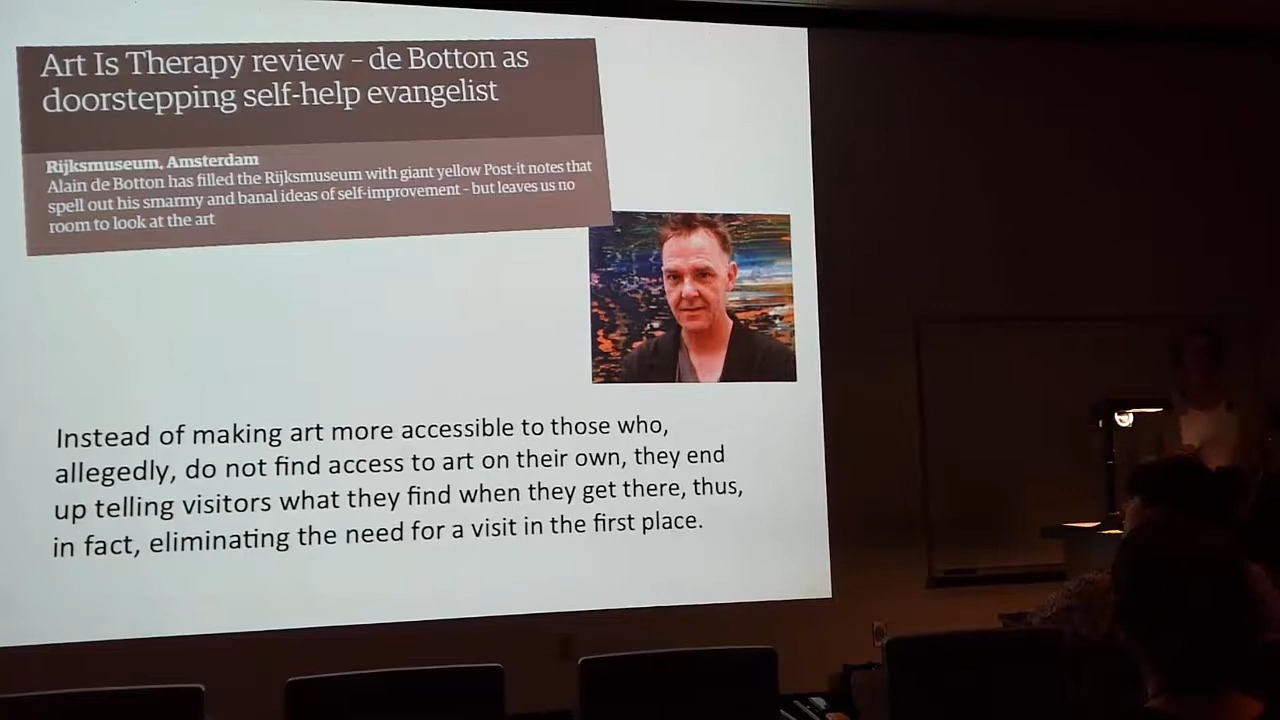 Art Is Therapy review – de Botton as
doorstepping self-help evangelist
Rijksmuseum, Amsterdam
Alain de Botton has filled the Rijksmuseum with giant yellow Post-it notes that
spell out his smarmy and banal ideas of self-improvement – but leaves us no
room to look at the art
Instead of making art more accessible to those who,
allegedly, do not find access to art on their own, they end
up telling visitors what they find when they get there, thus,
in fact, eliminating the need for a visit in the first place.